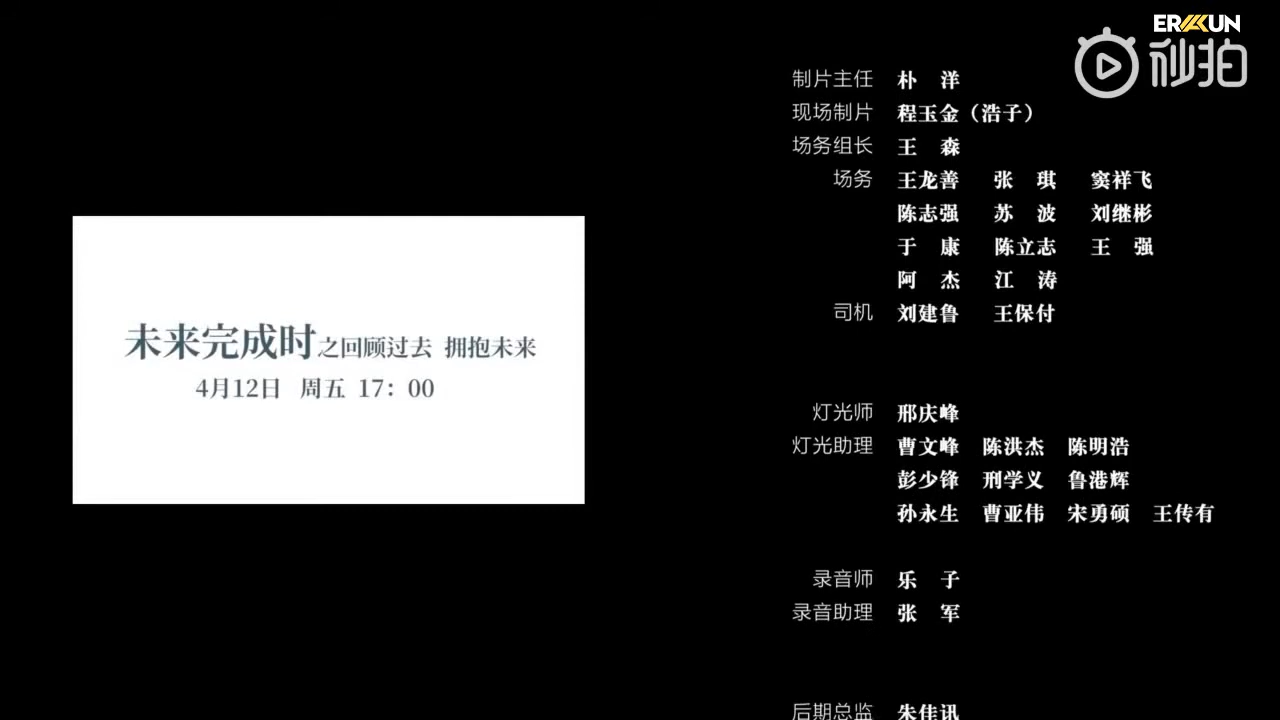 ERKUN
秒拍
制片主任 朴 洋
现场制片 程玉金（浩子）
场务组长 王 森
场务 王龙善 张 琪 窦祥飞
陈志强 苏 波 刘继彬
于 康 陈立志 王 强
阿 杰 江 涛
司机 刘建鲁 王保付
未来完成时之回顾过去 拥抱未来
4月12日 周五 17：00
灯光师 邢庆峰
灯光助理 曹文峰 陈洪杰 陈明浩
彭少锋 刑学义 鲁港辉
孙永生 曹亚伟 宋勇硕 王传有
录音师 乐 子
录音助理 张 军
后期总监 朱佳讯